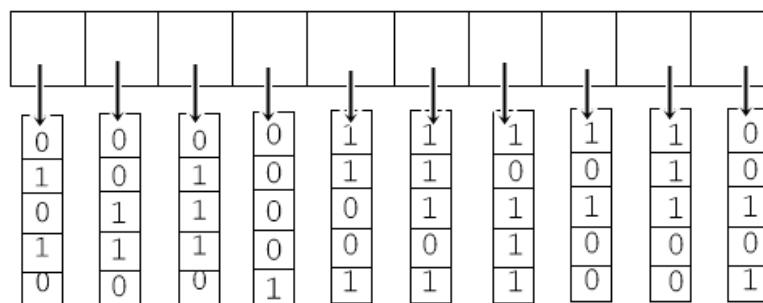 0 0 0 0 1 1 1 1 1 0
1 0 1 0 1 1 0 0 1 0
0 1 1 0 0 1 1 1 1 1
1 1 1 0 0 0 1 0 0 0
0 0 0 1 1 1 1 0 0 1